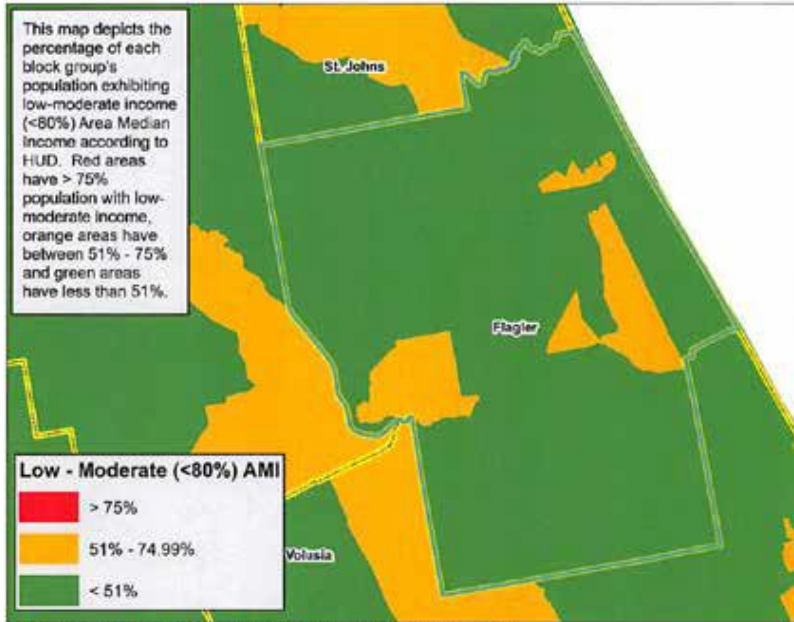 This map depicts the
percentage of each
block group's
population exhibiting
low-moderate income
(<80%) Area Median
Income according to
HUD. Red areas
have > 75%
population with low-
moderate income,
orange areas have
between 51% - 75%
and green areas
have less than 51%.
St. Johns
Flagler
Low - Moderate (<80%) AMI
> 75%
51% - 74.99%
< 51%
Volusia